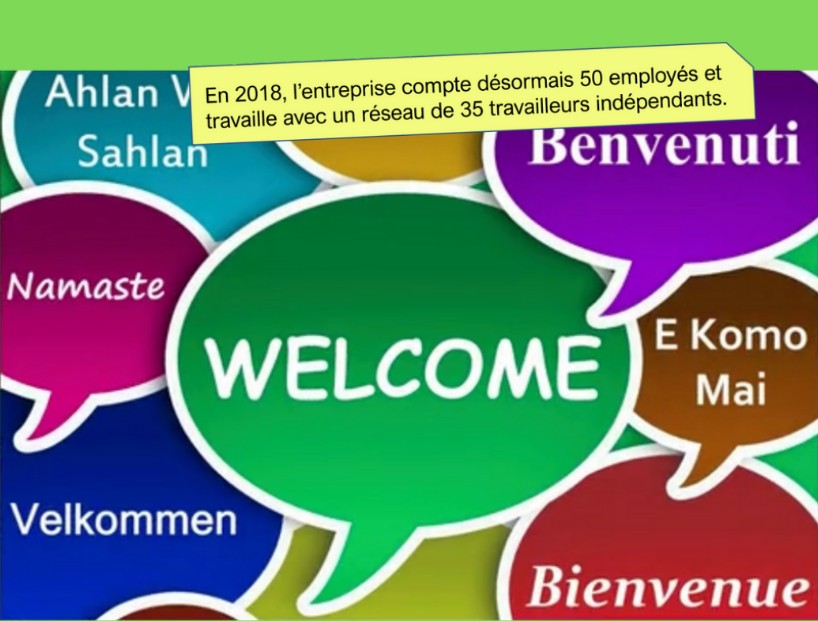 En 2018, l'entreprise compte désormais 50 employés et
travaille avec un réseau de 35 travailleurs indépendants.
Ahlan
Sahlan
Benvenuti
Namaste
WELCOME
E Komo
Mai
Velkommen
Bienvenue